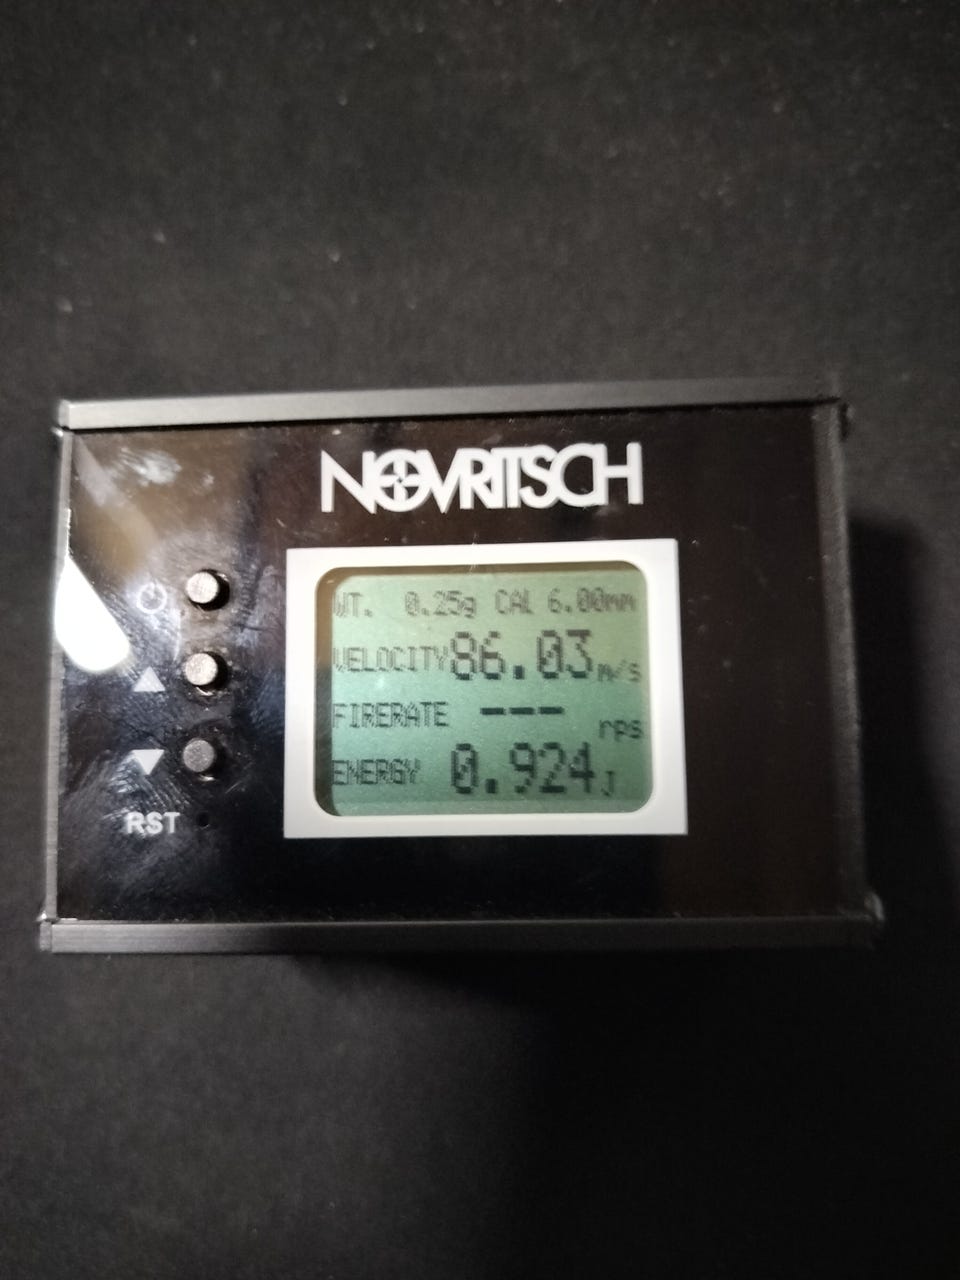 NOVRITSCH
WT. 0.25g CAL 6.00mm
VELOCITY 86.03 m/s
FIRERATE --- rps
ENERGY 0.924 J
RST